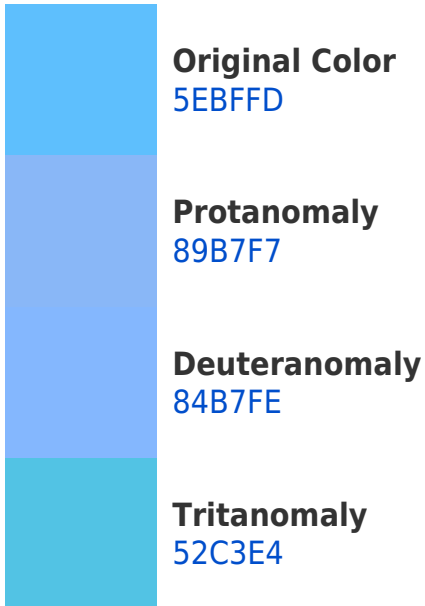 Original Color
5EBFFD
Protanomaly
89B7F7
Deuteranomaly
84B7FE
Tritanomaly
52C3E4